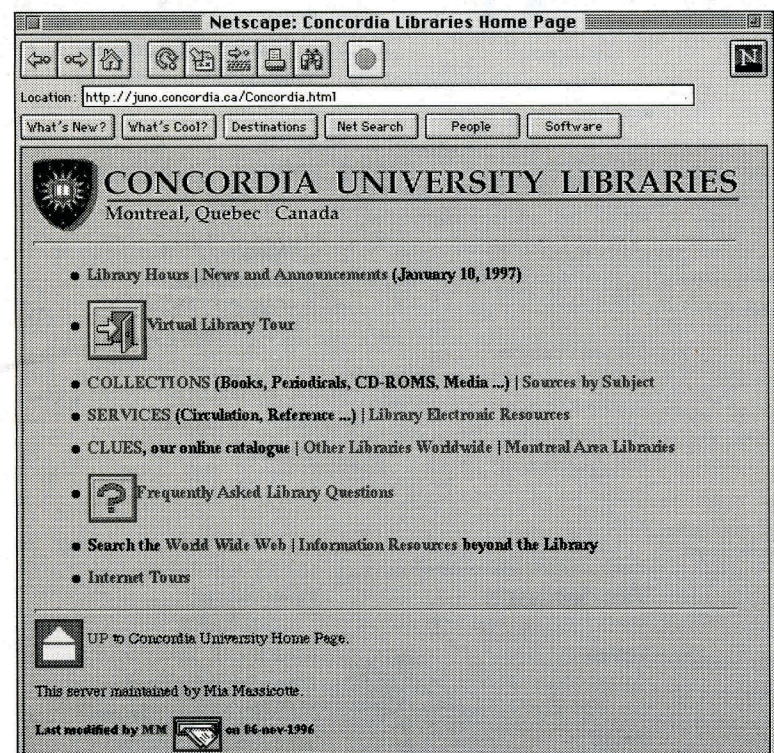 Netscape: Concordia Libraries Home Page
N
Location: http://juno.concordia.ca/Concordia.html
What's New? What's Cool? Destinations Net Search People Software
CONCORDIA UNIVERSITY LIBRARIES
Montreal, Quebec Canada
Library Hours | News and Announcements (January 10, 1997)
Virtual Library Tour
COLLECTIONS (Books, Periodicals, CD-ROMS, Media ...) | Sources by Subject
SERVICES (Circulation, Reference ...) | Library Electronic Resources
CLUES, our online catalogue | Other Libraries Worldwide | Montreal Area Libraries
? Frequently Asked Library Questions
Search the World Wide Web | Information Resources beyond the Library
Internet Tours
UP to Concordia University Home Page.
This server maintained by Mia Massicotte.
Last modified by MM on 06-nov-1996